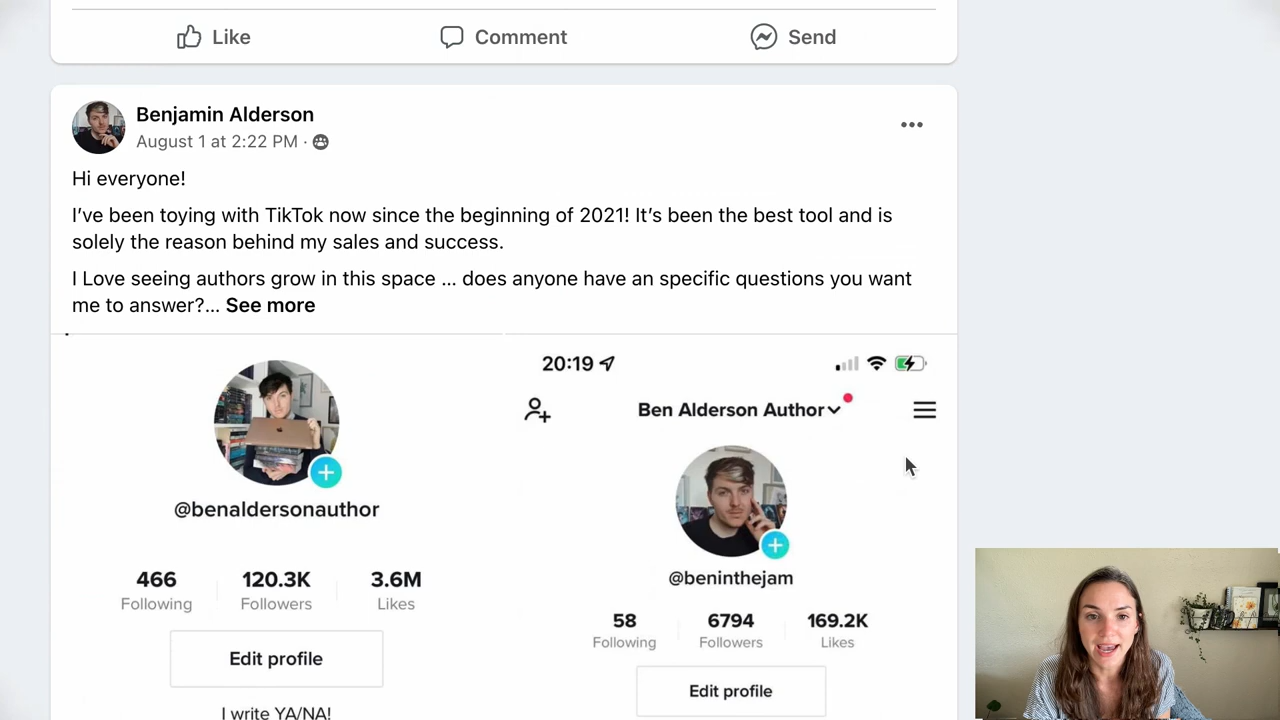 Like
Comment
Send
Benjamin Alderson
August 1 at 2:22 PM ·
Hi everyone!
I've been toying with TikTok now since the beginning of 2021! It's been the best tool and is
solely the reason behind my sales and success.
I Love seeing authors grow in this space ... does anyone have an specific questions you want
me to answer?... See more
@benaldersonauthor
466
120.3K
3.6M
Following
Followers
Likes
Edit profile
I write YA/NA!
20:19
Ben Alderson Author
@beninthejam
58
6794
169.2K
Following
Followers
Likes
Edit profile